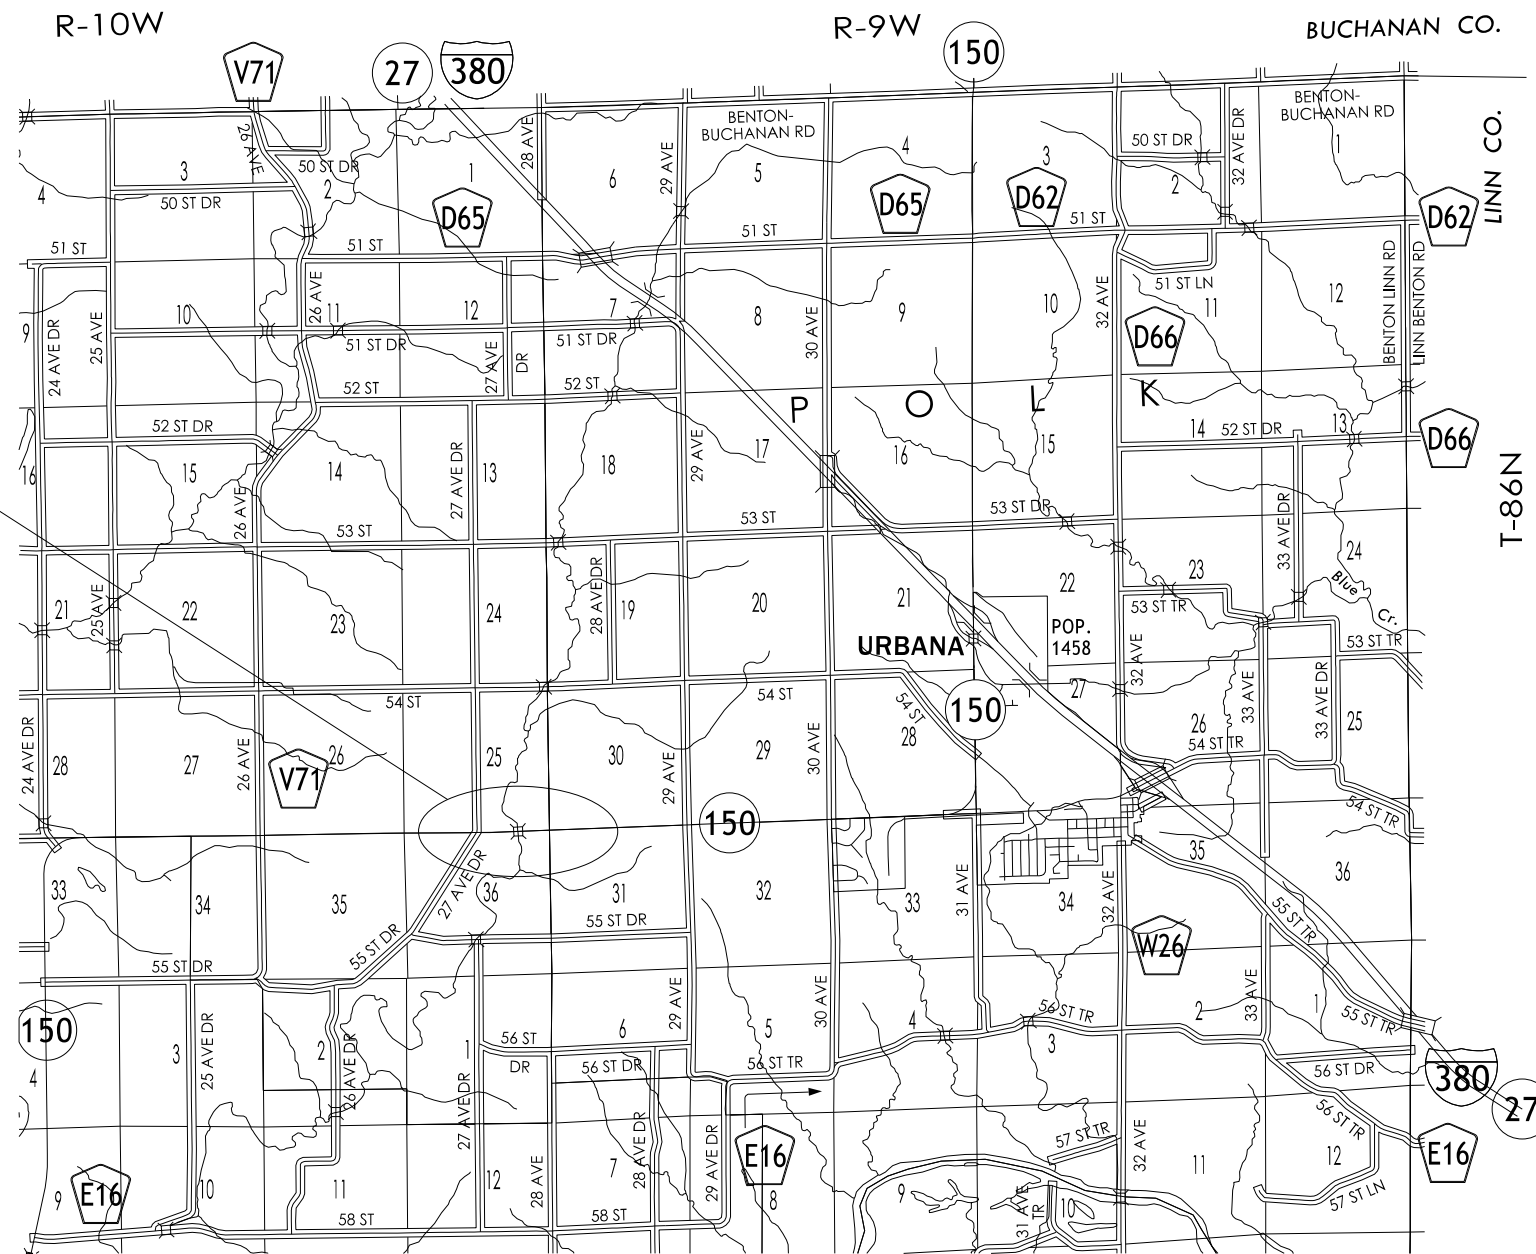 R-10W
R-9W
BUCHANAN CO.
V71
27
380
150
BENTON-
BUCHANAN RD
BENTON-
BUCHANAN RD
LINN CO.
26 AVE
28 AVE
29 AVE
50 ST DR
50 ST DR
32 AVE DR
4
3
2
1
6
5
4
3
2
1
50 ST DR
D65
D65
D62
D62
51 ST
51 ST
51 ST
51 ST
51 ST LN
9
10
11
12
7
8
9
10
11
12
24 AVE DR
25 AVE
26 AVE
51 ST DR
27 AVE
DR
51 ST DR
30 AVE
32 AVE
D66
BENTON LINN RD
LINN BENTON RD
52 ST
52 ST
P O L K
52 ST DR
52 ST DR
D66
16
15
14
13
18
17
16
15
14
13
T-86N
26 AVE
27 AVE DR
29 AVE
53 ST
53 ST
53 ST DR
33 AVE DR
21
22
23
24
19
20
21
22
23
24
25 AVE
28 AVE DR
Blue Cr.
53 ST TR
53 ST TR
URBANA
POP.
1458
32 AVE
54 ST
54 ST
54 ST
150
27
33 AVE
33 AVE DR
24 AVE DR
28
27
26 AVE
V71
26
25
30
29 AVE
29
30 AVE
28
26
25
54 ST TR
54 ST TR
150
33
34
35
36
27 AVE DR
31
32
33
31 AVE
34
32 AVE
35
36
55 ST DR
55 ST DR
55 ST DR
55 ST TR
W26
150
4
3
25 AVE DR
2
26 AVE DR
1
27 AVE DR
56 ST
DR
6
56 ST DR
29 AVE
5
30 AVE
56 ST TR
4
56 ST TR
3
2
33 AVE
1
55 ST TR
56 ST DR
380
27
56 ST TR
57 ST TR
E16
E16
E16
9
10
11
12
28 AVE
7
28 AVE DR
29 AVE DR
8
9
31 AVE
TR
10
32 AVE
11
12
57 ST LN
58 ST
58 ST